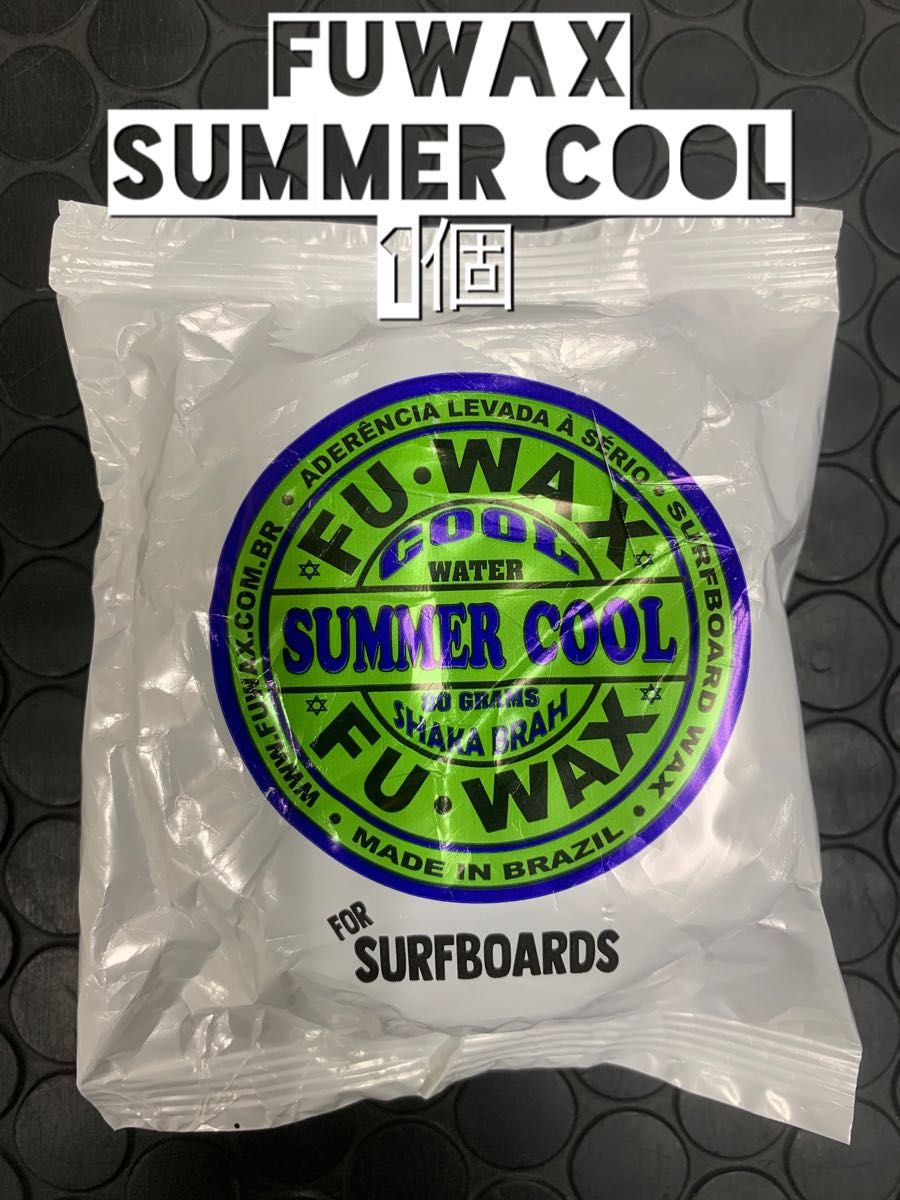 FUWAX
SUMMER COOL
1個
WWW.FUWAX.COM.BR • ADERÊNCIA LEVADA À SÉRIO • SURFBOARD WAX •
FU•WAX
COOL
WATER
SUMMER COOL
GRAMS
SHAKA BRAH
FU•WAX
• MADE IN BRAZIL •
FOR
SURFBOARDS